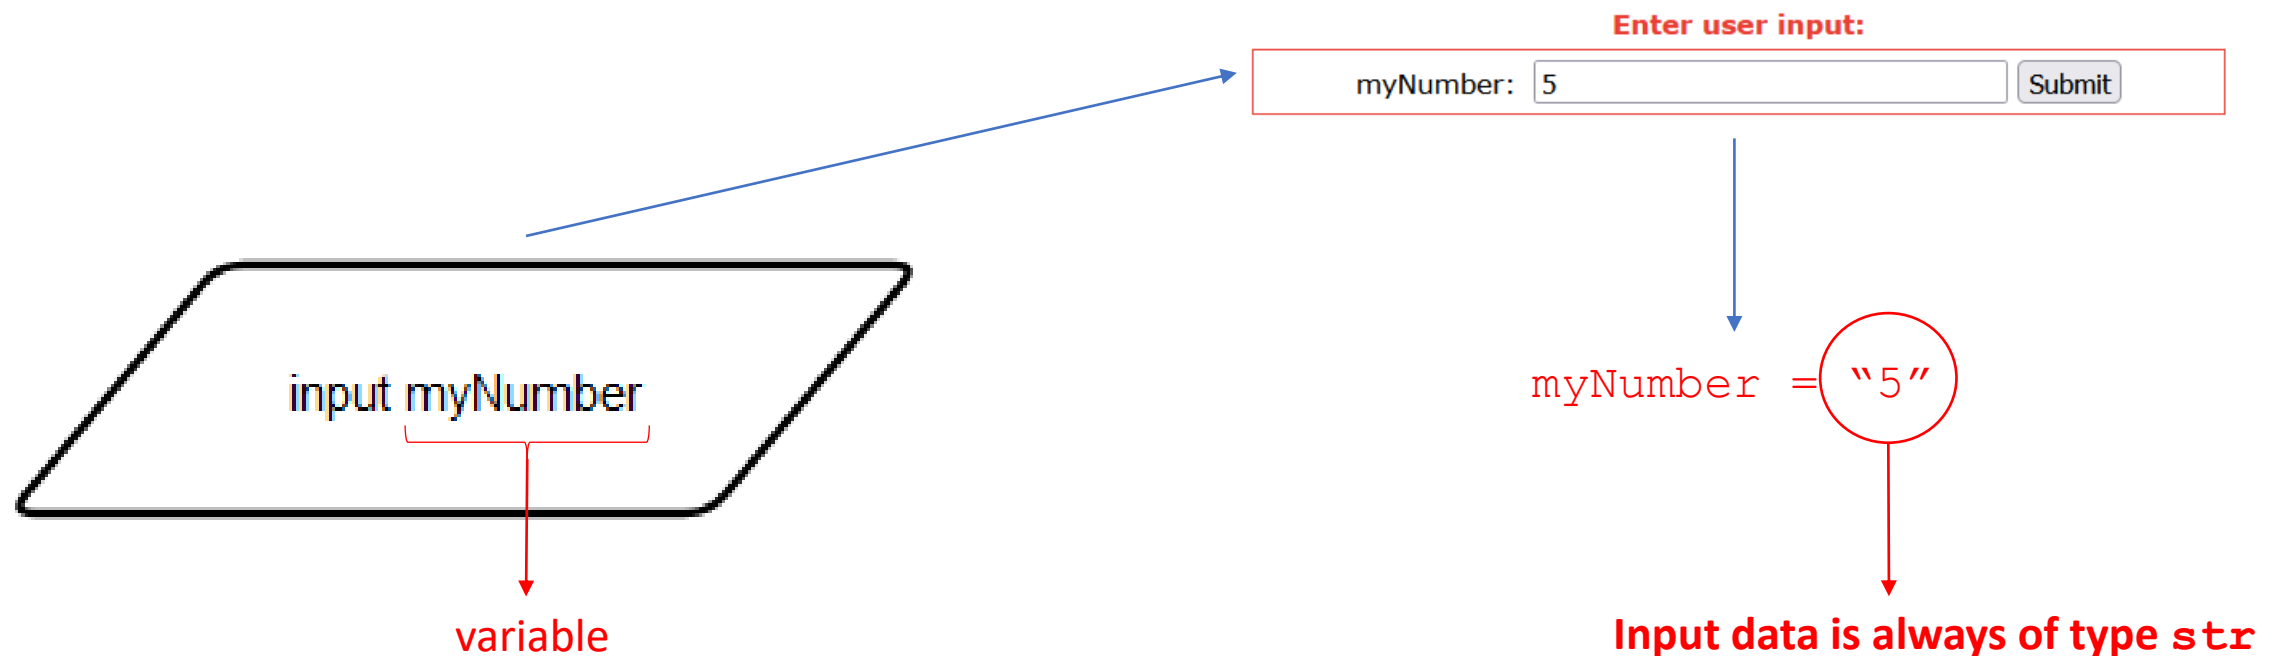 Enter user input:
myNumber: 5 Submit
input myNumber
variable
myNumber = “5”
Input data is always of type str